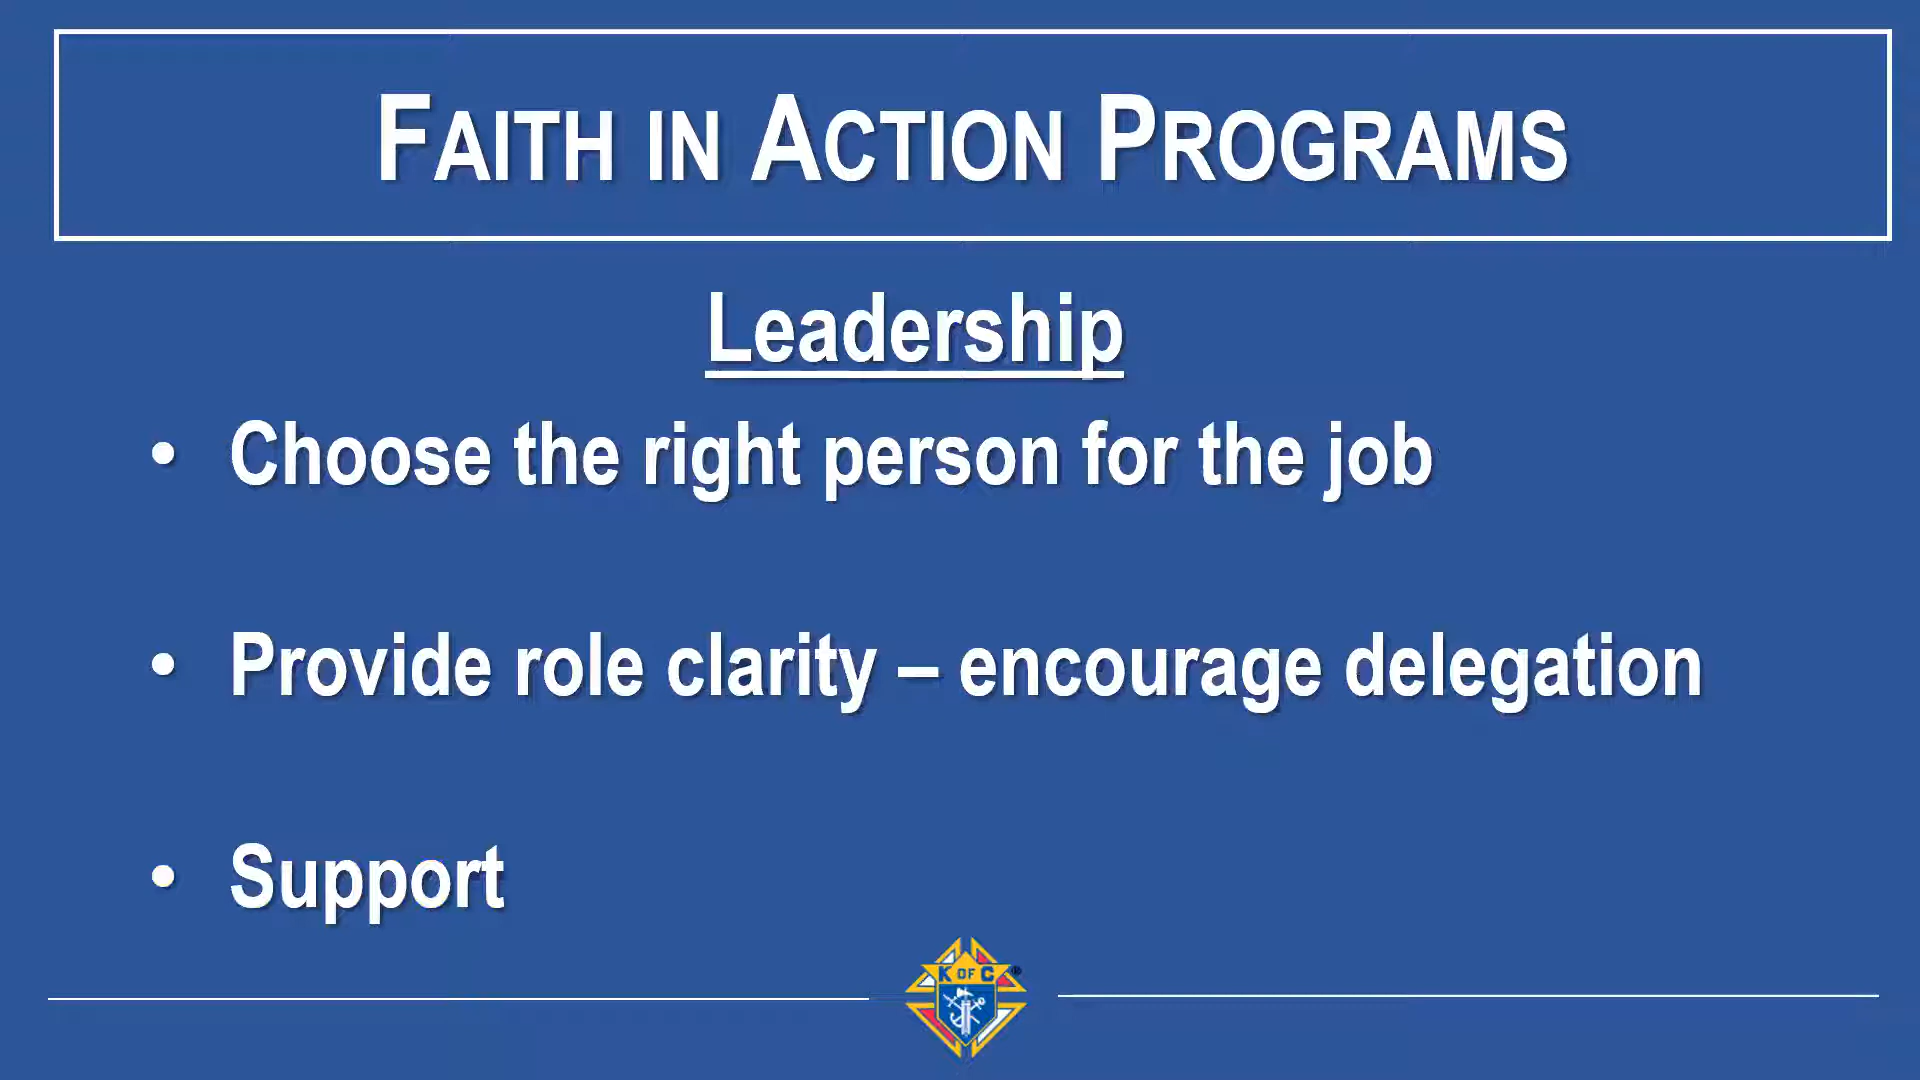 FAITH IN ACTION PROGRAMS
Leadership
• Choose the right person for the job
• Provide role clarity – encourage delegation
• Support
K OF C ®